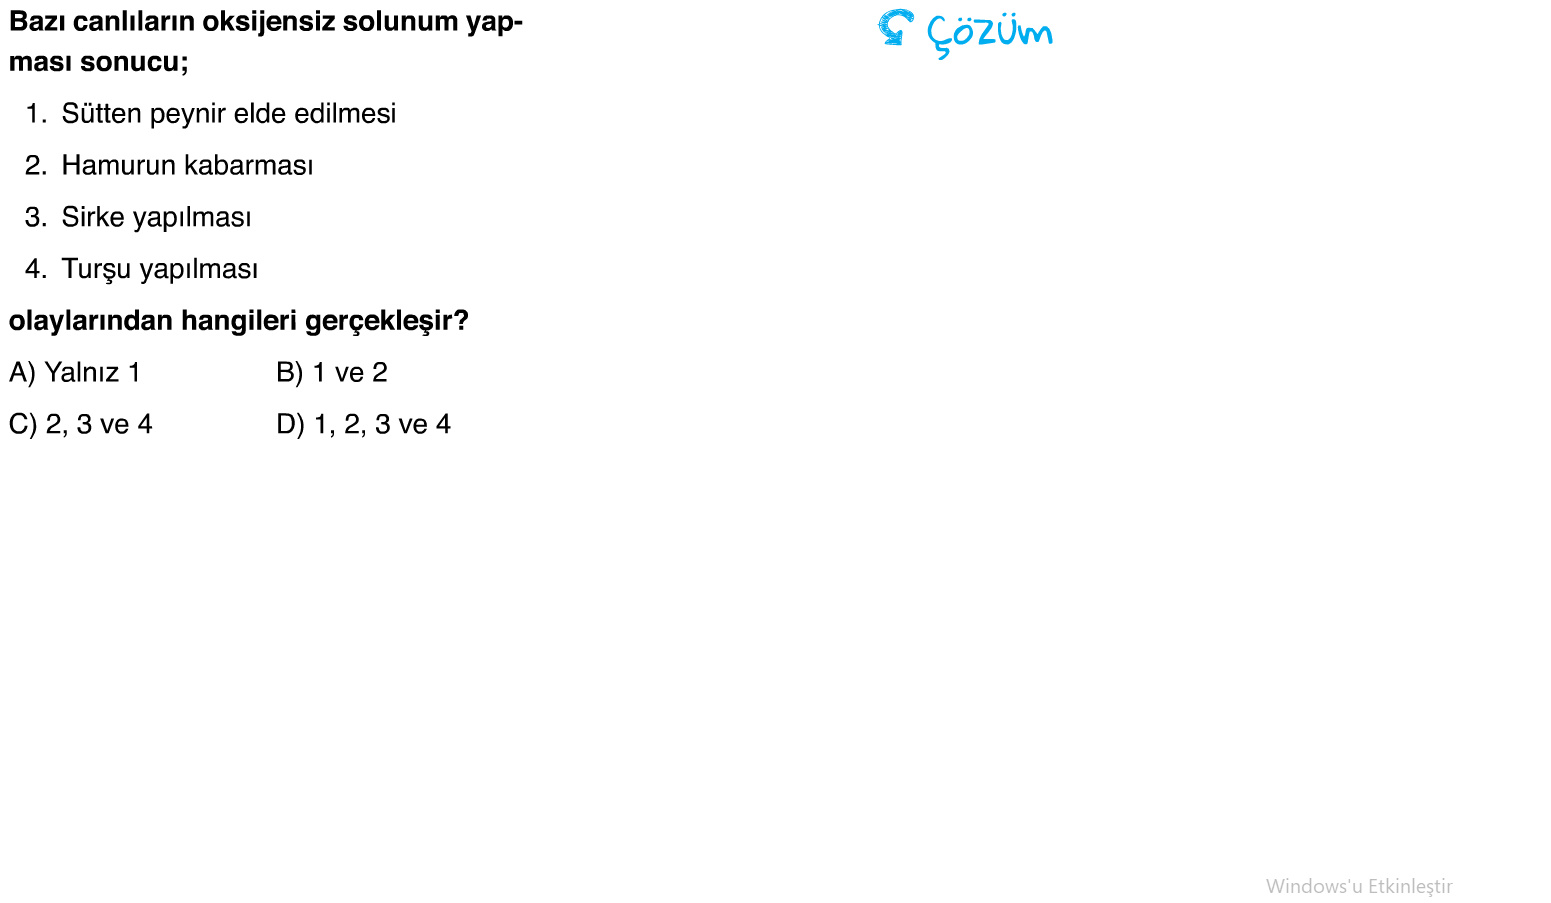 Bazı canlıların oksijensiz solunum yap-
ması sonucu;
1. Sütten peynir elde edilmesi
2. Hamurun kabarması
3. Sirke yapılması
4. Turşu yapılması
olaylarından hangileri gerçekleşir?
A) Yalnız 1 B) 1 ve 2
C) 2, 3 ve 4 D) 1, 2, 3 ve 4
Çözüm
Windows'u Etkinleştir